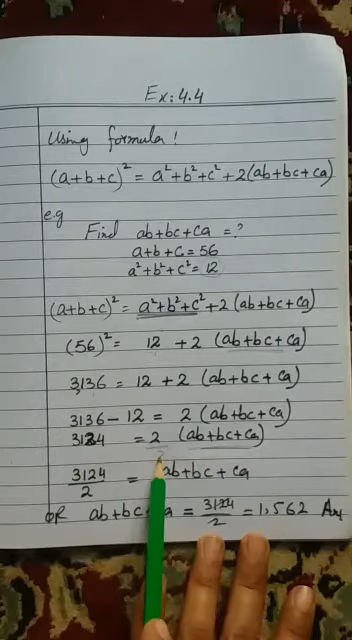 Ex: 4.4
Using formula!
(a+b+c)² = a²+b²+c²+2(ab+bc+ca)
e.g
Find ab+bc+ca = ?
a+b+c = 56
a²+b²+c² = 12
(a+b+c)² = a²+b²+c²+2(ab+bc+ca)
(56)² = 12 + 2 (ab+bc+ca)
3136 = 12 + 2 (ab+bc+ca)
3136 - 12 = 2 (ab+bc+ca)
3124 = 2 (ab+bc+ca)
3124/2 = ab+bc+ca
OR ab+bc a = 3124/2 = 1,562 Ans